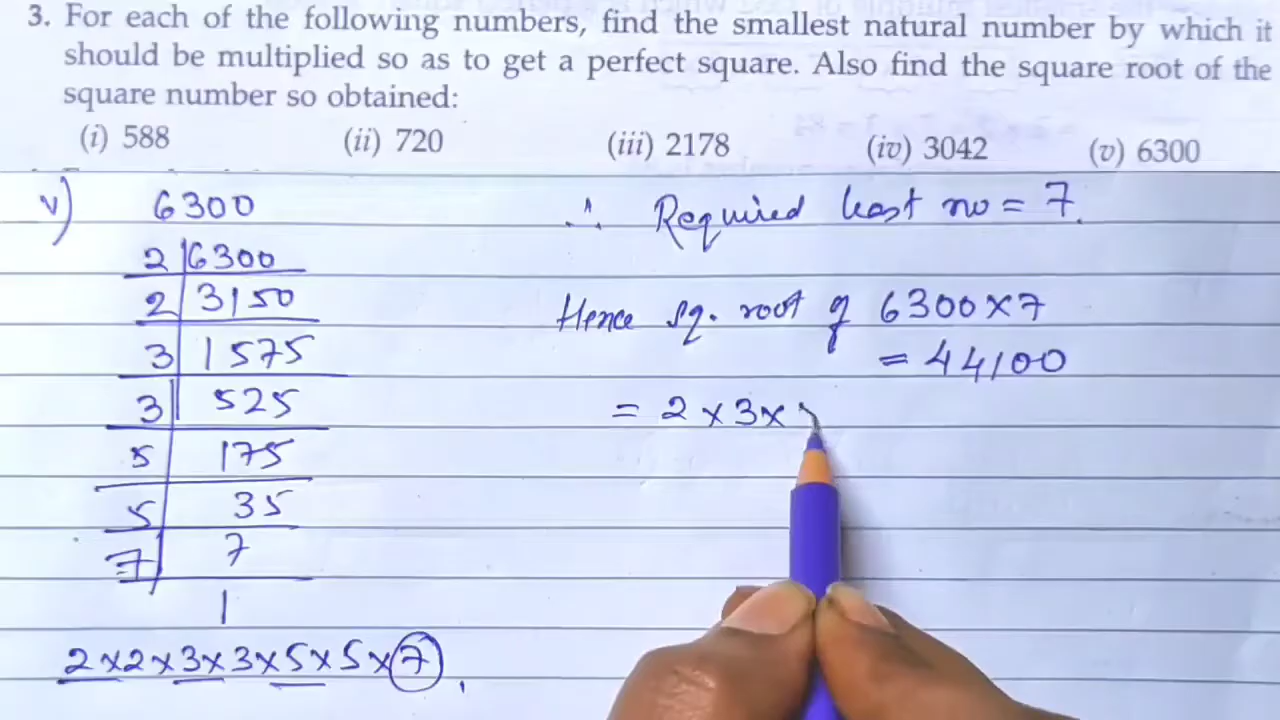 3. For each of the following numbers, find the smallest natural number by which it
should be multiplied so as to get a perfect square. Also find the square root of the
square number so obtained:
(i) 588 (ii) 720 (iii) 2178 (iv) 3042 (v) 6300
v) 6300
2 6300
2 3150
3 1575
3 525
5 175
5 35
7 7
1
2 × 2 × 3 × 3 × 5 × 5 × 7 .
∴ Required least no = 7.
Hence sq. root of 6300 × 7
= 44100
= 2 × 3 ×